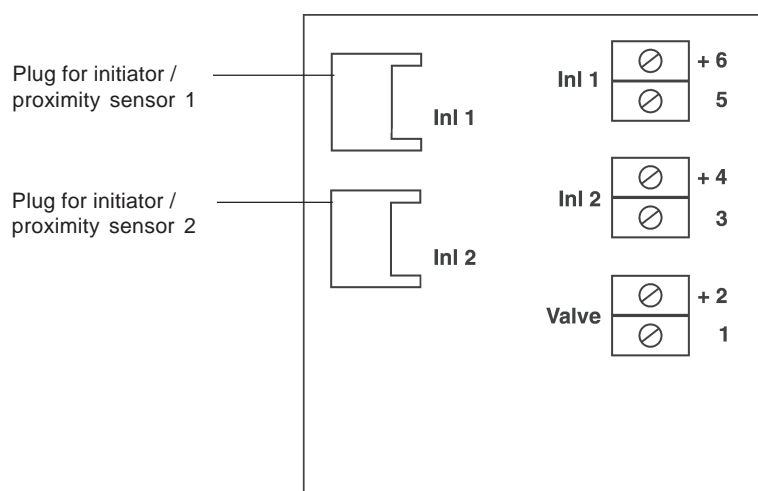 Plug for initiator /
proximity sensor 1
Inl 1
Inl 1
+ 6
5
Plug for initiator /
proximity sensor 2
Inl 2
Inl 2
+ 4
3
Valve
+ 2
1